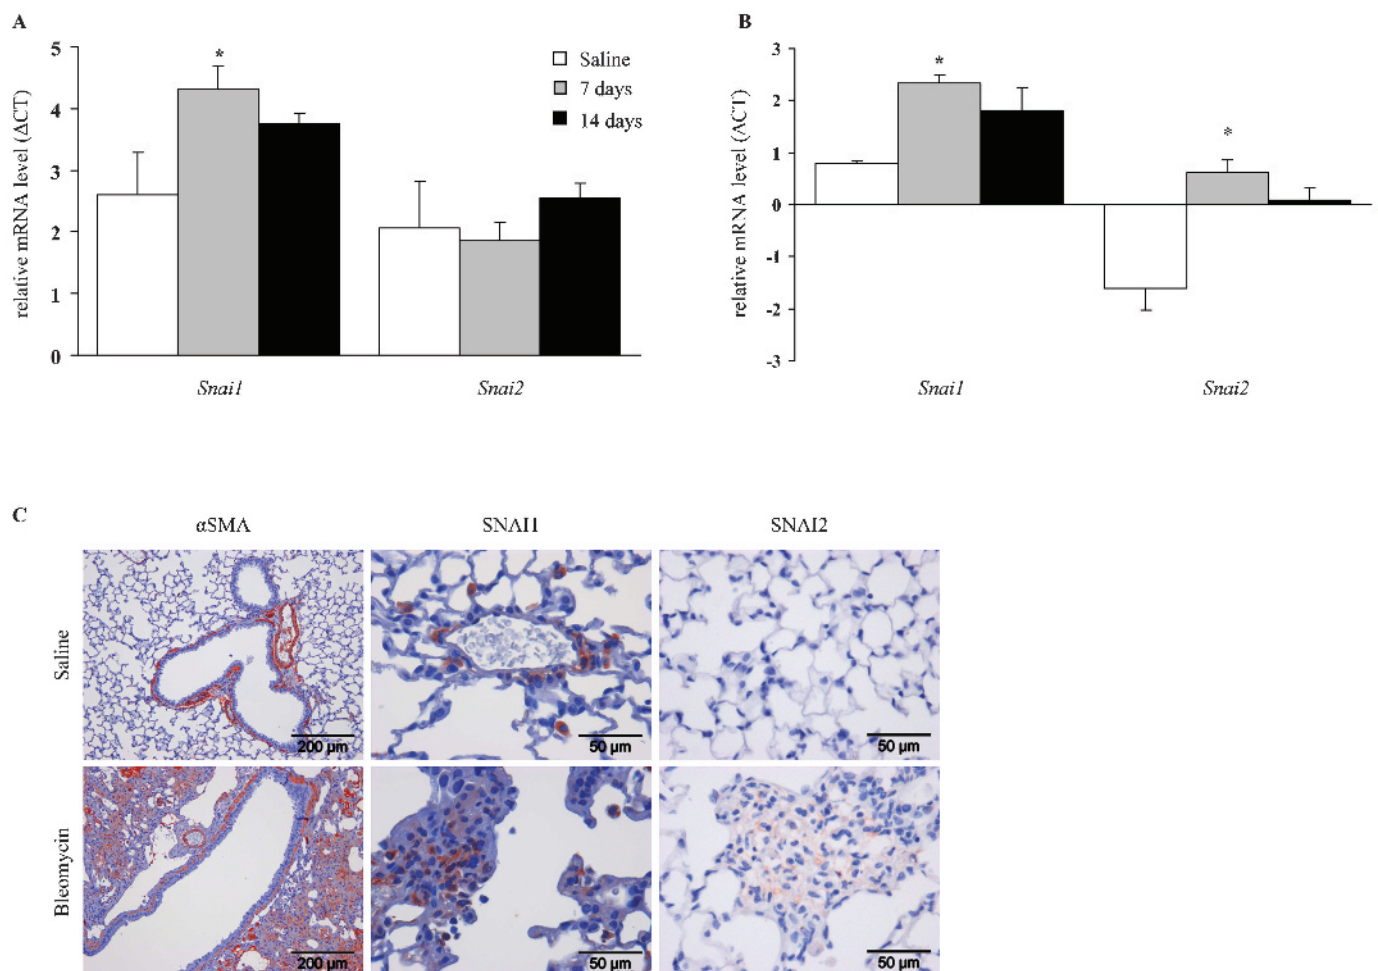 A
B
relative mRNA level (ΔCT)
5
4
3
2
1
0
*
Saline
7 days
14 days
Snai1
Snai2
relative mRNA level (ΔCT)
3
2
1
0
-1
-2
-3
*
*
Snai1
Snai2
C
αSMA
SNAI1
SNAI2
Saline
200 µm
50 µm
50 µm
Bleomycin
200 µm
50 µm
50 µm